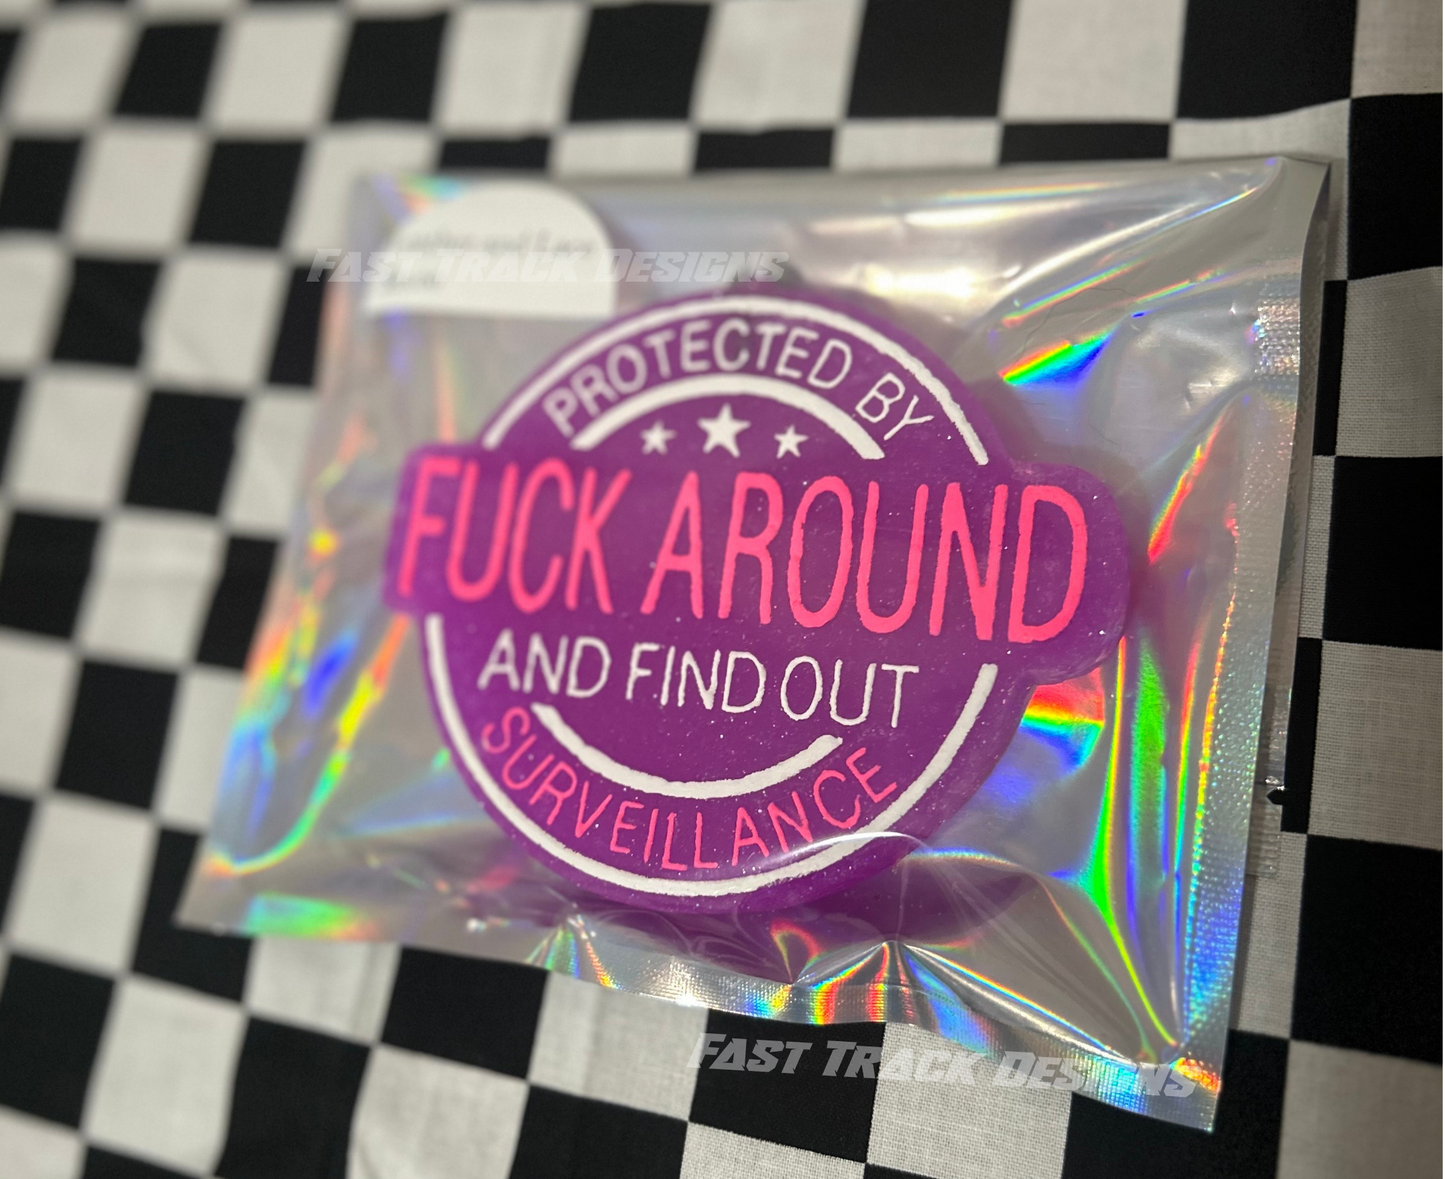 FAST TRACK DESIGNS
PROTECTED BY
FUCK AROUND
AND FIND OUT
SURVEILLANCE
FAST TRACK DESIGNS